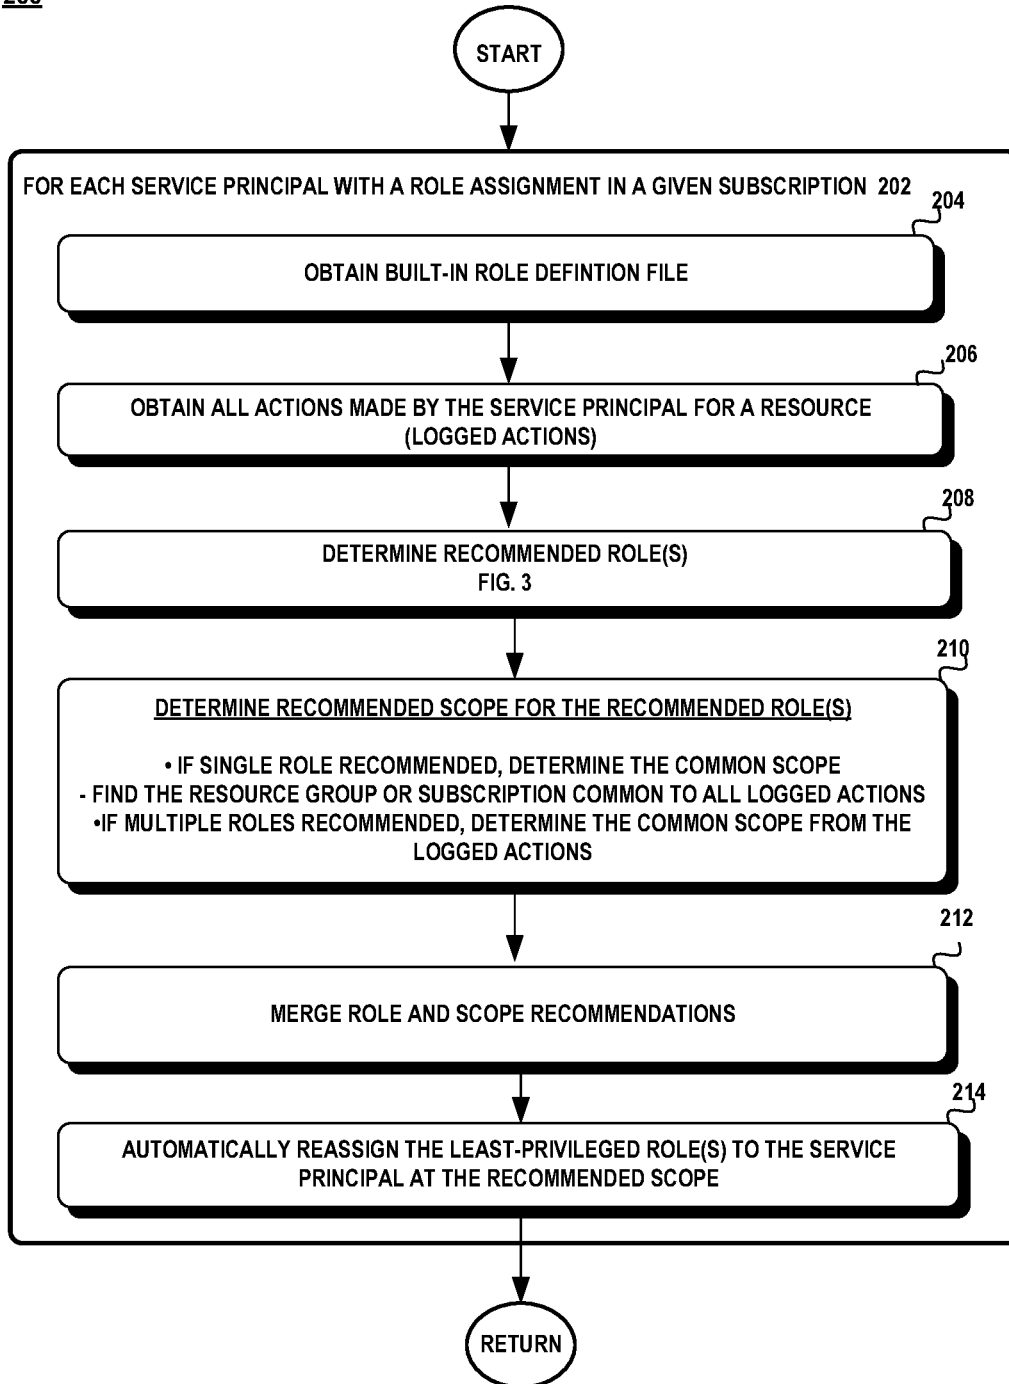 START
FOR EACH SERVICE PRINCIPAL WITH A ROLE ASSIGNMENT IN A GIVEN SUBSCRIPTION 202
204
OBTAIN BUILT-IN ROLE DEFINTION FILE
206
OBTAIN ALL ACTIONS MADE BY THE SERVICE PRINCIPAL FOR A RESOURCE
(LOGGED ACTIONS)
208
DETERMINE RECOMMENDED ROLE(S)
FIG. 3
210
DETERMINE RECOMMENDED SCOPE FOR THE RECOMMENDED ROLE(S)
• IF SINGLE ROLE RECOMMENDED, DETERMINE THE COMMON SCOPE
- FIND THE RESOURCE GROUP OR SUBSCRIPTION COMMON TO ALL LOGGED ACTIONS
•IF MULTIPLE ROLES RECOMMENDED, DETERMINE THE COMMON SCOPE FROM THE
LOGGED ACTIONS
212
MERGE ROLE AND SCOPE RECOMMENDATIONS
214
AUTOMATICALLY REASSIGN THE LEAST-PRIVILEGED ROLE(S) TO THE SERVICE
PRINCIPAL AT THE RECOMMENDED SCOPE
RETURN